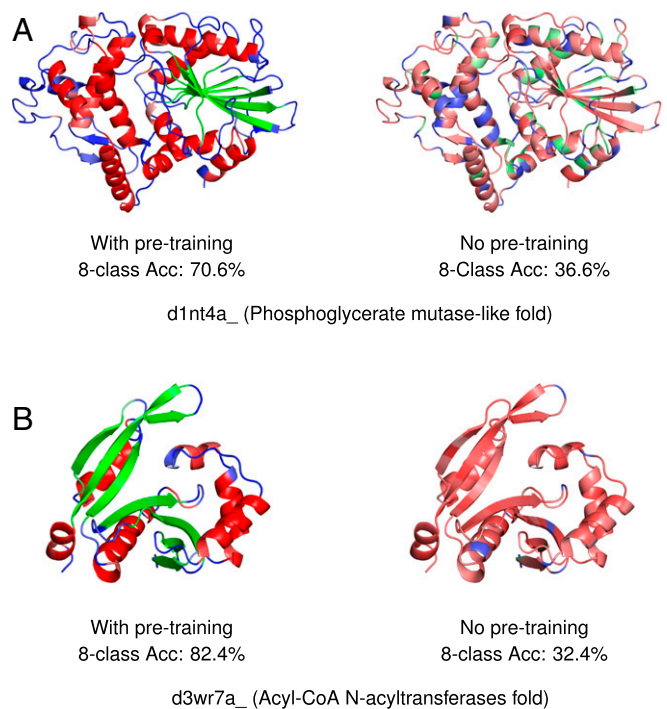 A
With pre-training
8-class Acc: 70.6%
No pre-training
8-Class Acc: 36.6%
d1nt4a_ (Phosphoglycerate mutase-like fold)
B
With pre-training
8-class Acc: 82.4%
No pre-training
8-class Acc: 32.4%
d3wr7a_ (Acyl-CoA N-acyltransferases fold)